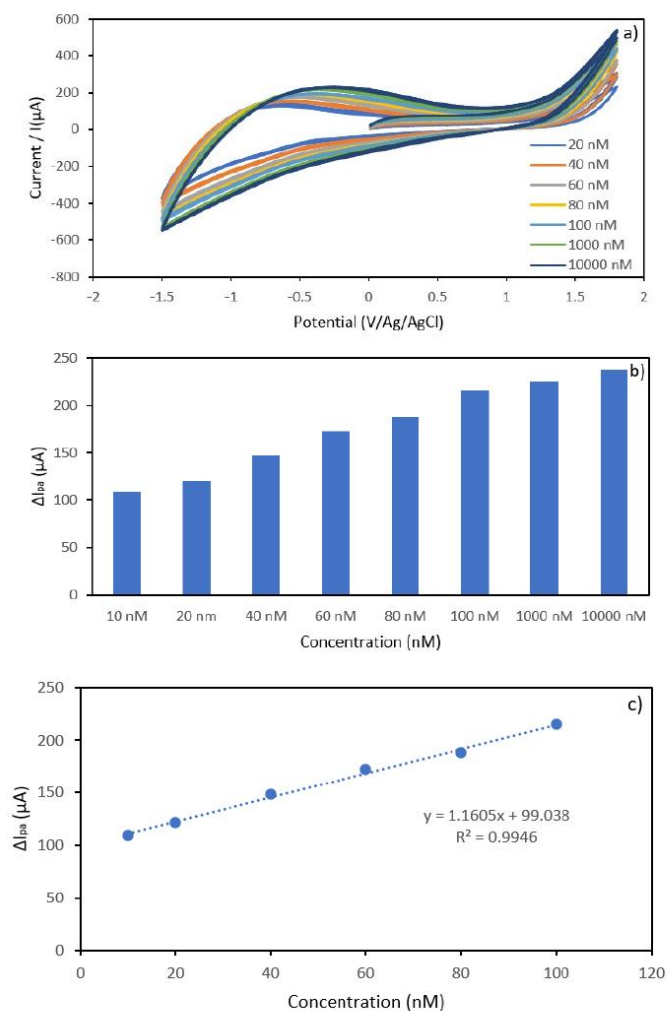 a)
600
400
200
0
-200
-400
-600
-800
Current / I(μA)
20 nM
40 nM
60 nM
80 nM
100 nM
1000 nM
10000 nM
-2 -1.5 -1 -0.5 0 0.5 1 1.5 2
Potential (V/Ag/AgCl)
b)
250
200
150
100
50
0
ΔIpa (μA)
10 nM 20 nm 40 nM 60 nM 80 nM 100 nM 1000 nM 10000 nM
Concentration (nM)
c)
250
200
150
100
50
0
ΔIpa (μA)
y = 1.1605x + 99.038
R² = 0.9946
0 20 40 60 80 100 120
Concentration (nM)